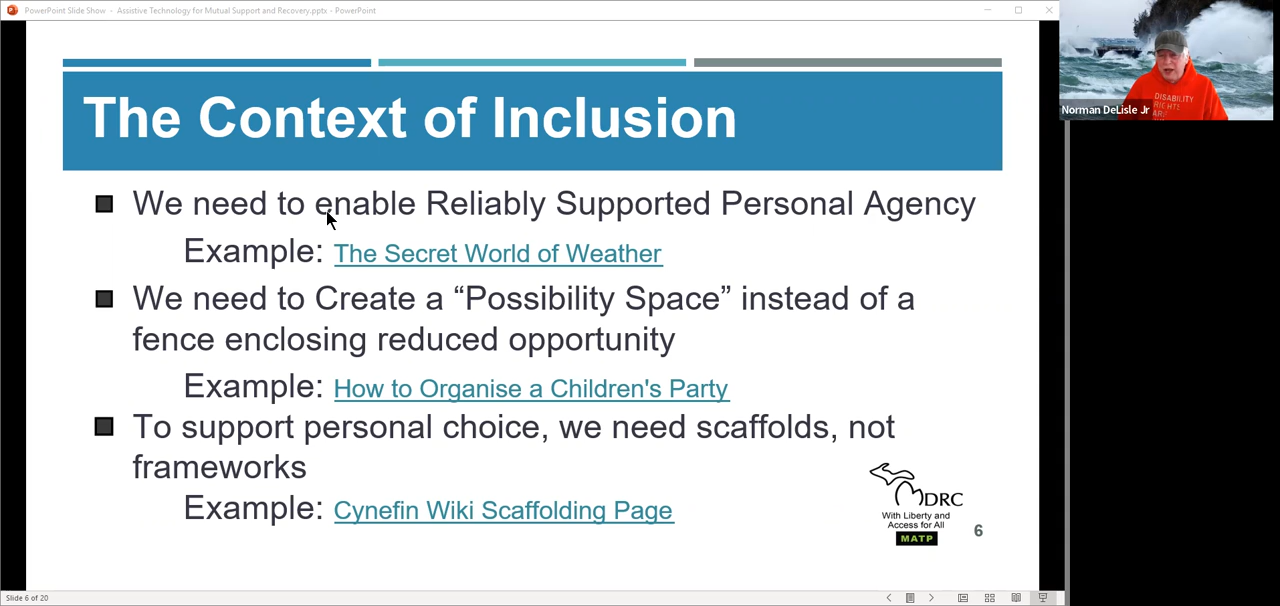 PowerPoint Slide Show - Assistive Technology for Mutual Support and Recovery.pptx - PowerPoint
The Context of Inclusion
We need to enable Reliably Supported Personal Agency
Example: The Secret World of Weather
We need to Create a “Possibility Space” instead of a
fence enclosing reduced opportunity
Example: How to Organise a Children's Party
To support personal choice, we need scaffolds, not
frameworks
Example: Cynefin Wiki Scaffolding Page
MDRC
With Liberty and
Access for All
MATP
6
Slide 6 of 20
DISABILITY
RIGHTS
Norman DeLisle Jr